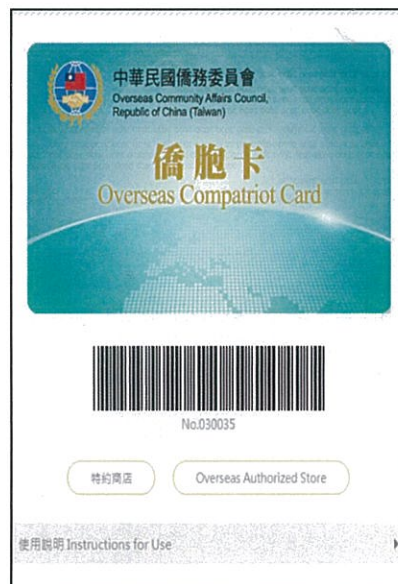 中華民國僑務委員會
Overseas Community Affairs Council,
Republic of China (Taiwan)
僑胞卡
Overseas Compatriot Card
No.030035
特約商店
Overseas Authorized Store
使用說明 Instructions for Use